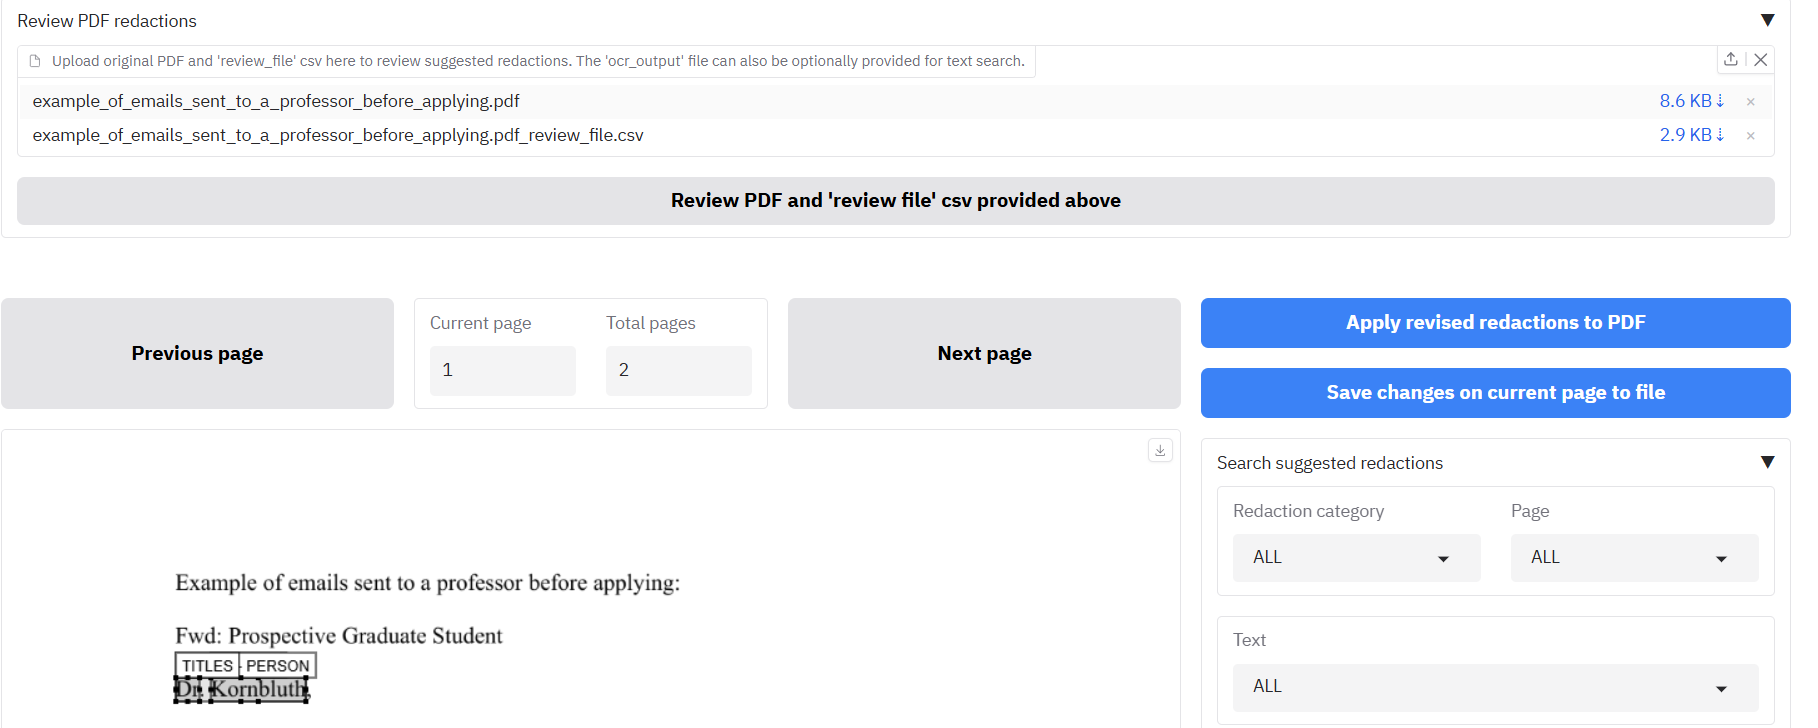 Review PDF redactions
Upload original PDF and 'review_file' csv here to review suggested redactions. The 'ocr_output' file can also be optionally provided for text search.
example_of_emails_sent_to_a_professor_before_applying.pdf 8.6 KB
example_of_emails_sent_to_a_professor_before_applying.pdf_review_file.csv 2.9 KB
Review PDF and 'review file' csv provided above
Previous page
Current page
1
Total pages
2
Next page
Apply revised redactions to PDF
Save changes on current page to file
Example of emails sent to a professor before applying:
Fwd: Prospective Graduate Student
TITLES - PERSON
Dr. Kornbluth,
Search suggested redactions
Redaction category
ALL
Page
ALL
Text
ALL